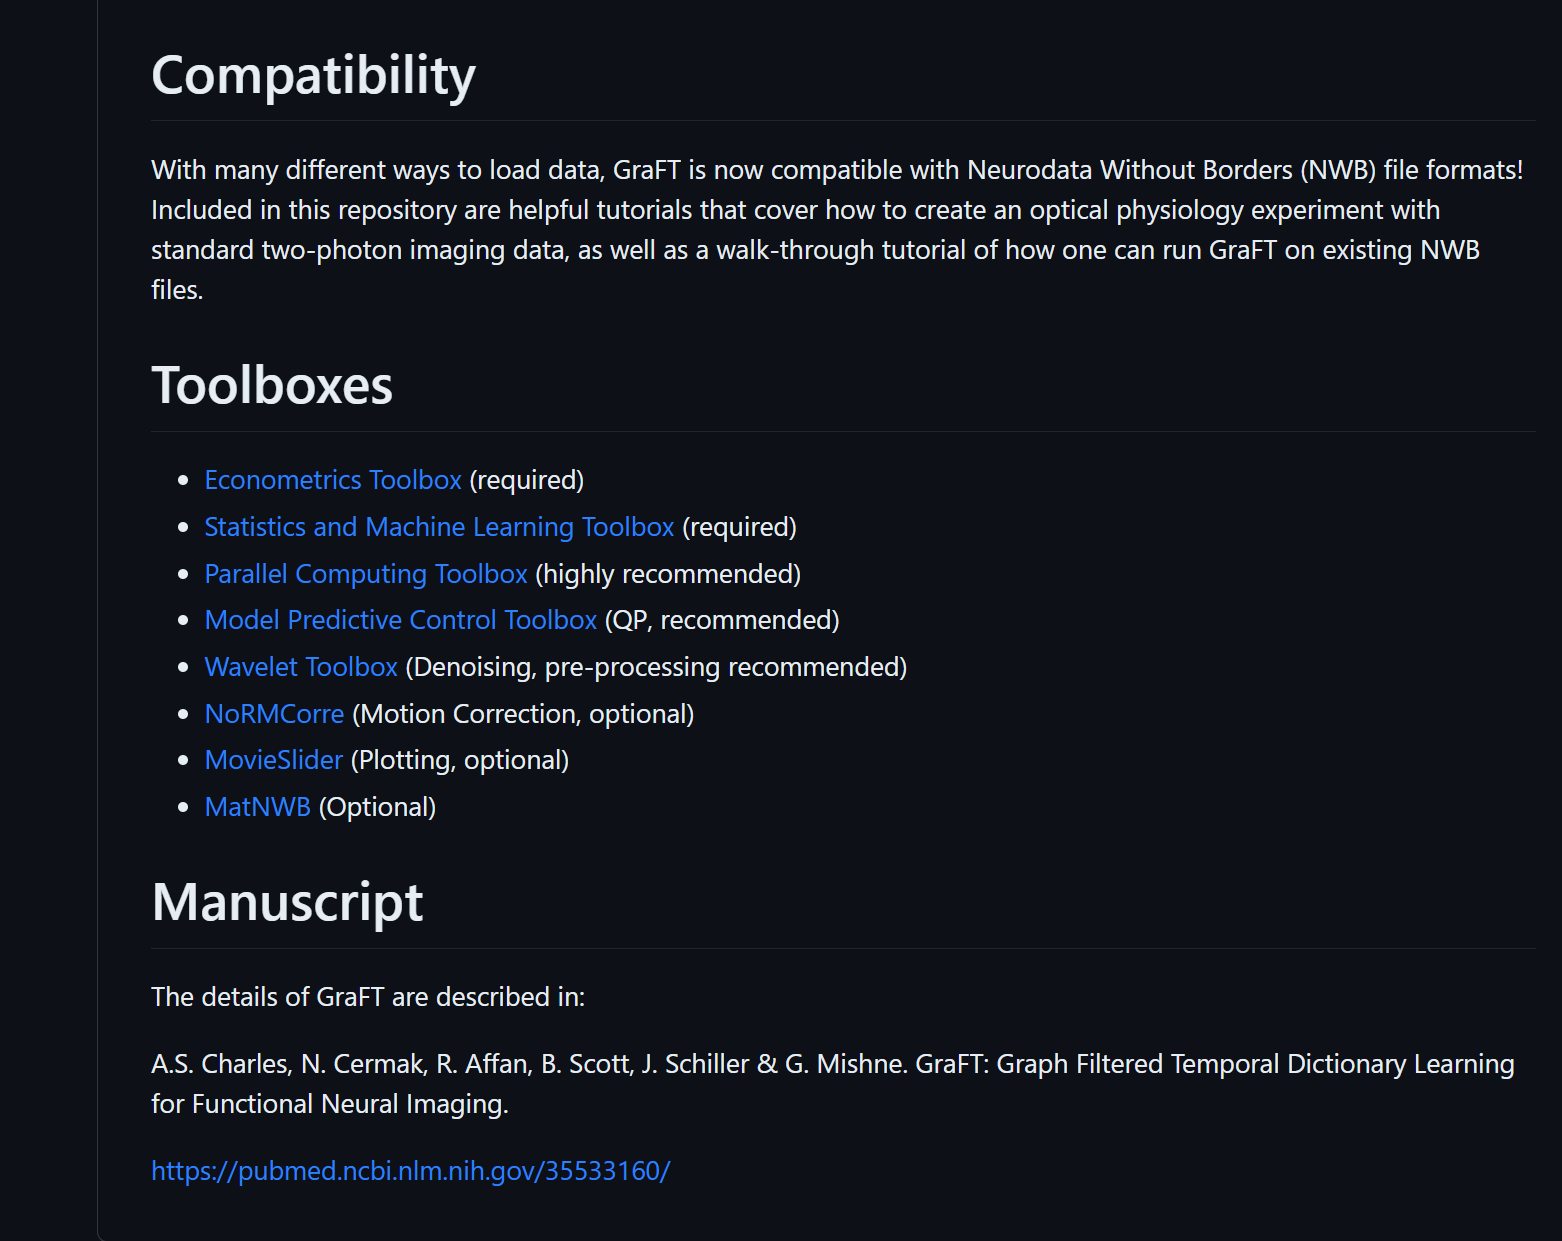 Compatibility
With many different ways to load data, GraFT is now compatible with Neurodata Without Borders (NWB) file formats!
Included in this repository are helpful tutorials that cover how to create an optical physiology experiment with
standard two-photon imaging data, as well as a walk-through tutorial of how one can run GraFT on existing NWB
files.
Toolboxes
• Econometrics Toolbox (required)
• Statistics and Machine Learning Toolbox (required)
• Parallel Computing Toolbox (highly recommended)
• Model Predictive Control Toolbox (QP, recommended)
• Wavelet Toolbox (Denoising, pre-processing recommended)
• NoRMCorre (Motion Correction, optional)
• MovieSlider (Plotting, optional)
• MatNWB (Optional)
Manuscript
The details of GraFT are described in:
A.S. Charles, N. Cermak, R. Affan, B. Scott, J. Schiller & G. Mishne. GraFT: Graph Filtered Temporal Dictionary Learning
for Functional Neural Imaging.
https://pubmed.ncbi.nlm.nih.gov/35533160/